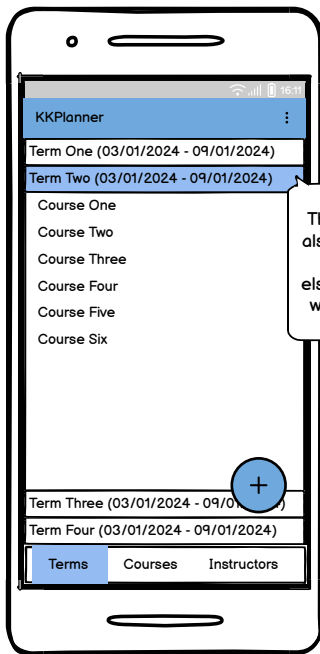 16:11
KKPlanner
Term One (03/01/2024 - 09/01/2024)
Term Two (03/01/2024 - 09/01/2024)
Course One
Course Two
Course Three
Course Four
Course Five
Course Six
+
Term Three (03/01/2024 - 09/0
Term Four (03/01/2024 - 09/01/2024)
Terms Courses Instructors